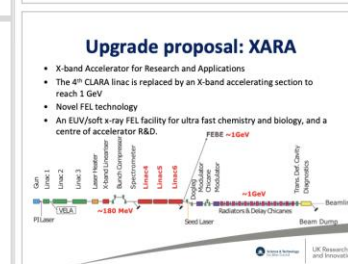 Upgrade proposal: XARA
• X-band Accelerator for Research and Applications
• The 4th CLARA linac is replaced by an X-band accelerating section to
reach 1 GeV
• Novel FEL technology
• An EUV/soft x-ray FEL facility for ultra fast chemistry and biology, and a
centre of accelerator R&D.
FEBE ~1GeV
Gun
Linac 1
Linac 2
Linac 3
Laser Heater
X-band Lineariser
Bunch Compressor
Spectrometer
Linac4
Linac5
Linac6
Dogleg
Modulator
Chicane
Modulator
~1GeV
Trans. Def. Cavity
Diagnostics
VELA
~180 MeV
Radiators & Delay Chicanes
Beamline
PI Laser
Seed Laser
Beam Dump
Science & Technology
UK Research
and Innovation